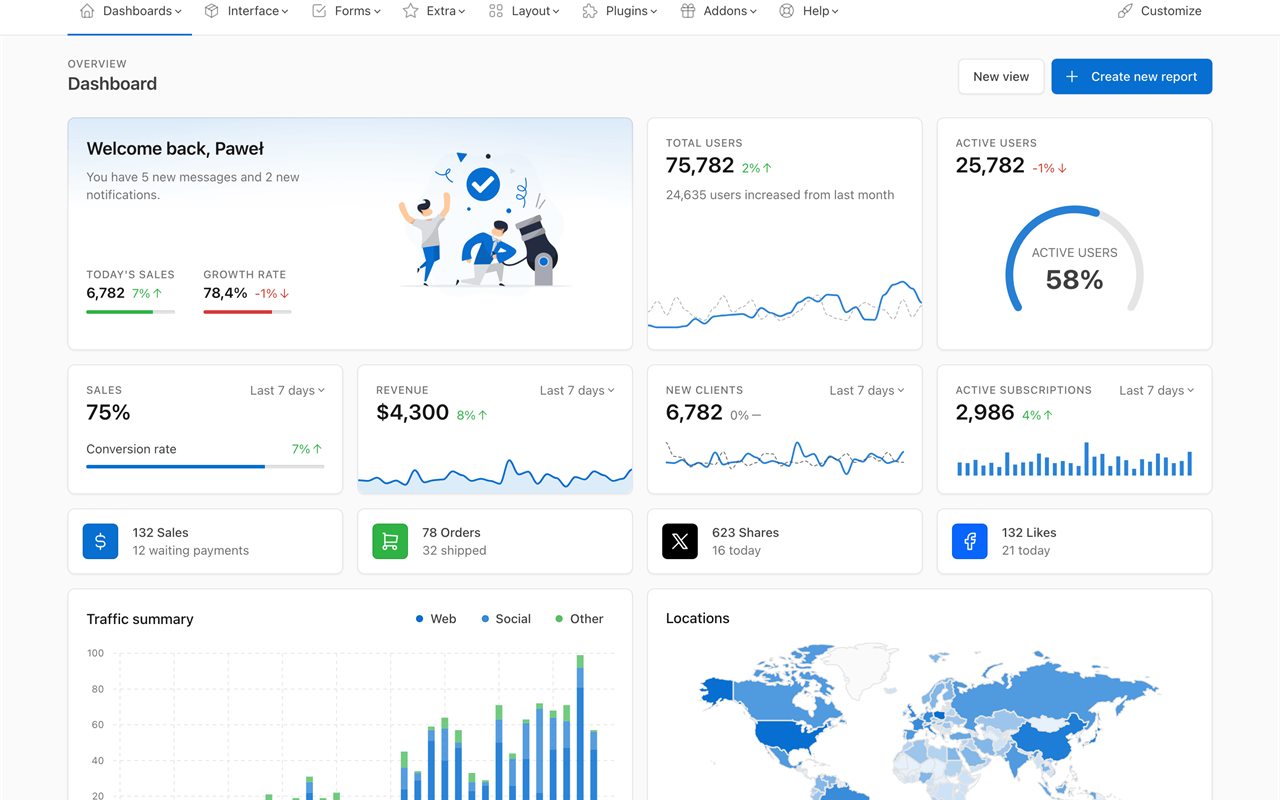 Dashboards Interface Forms Extra Layout Plugins Addons Help Customize
OVERVIEW
Dashboard
New view
Create new report
Welcome back, Paweł
You have 5 new messages and 2 new
notifications.
TODAY'S SALES
6,782 7%
GROWTH RATE
78,4% -1%
TOTAL USERS
75,782 2%
24,635 users increased from last month
ACTIVE USERS
25,782 -1%
ACTIVE USERS
58%
SALES Last 7 days
75%
Conversion rate 7%
REVENUE Last 7 days
$4,300 8%
NEW CLIENTS Last 7 days
6,782 0%
ACTIVE SUBSCRIPTIONS Last 7 days
2,986 4%
132 Sales
12 waiting payments
78 Orders
32 shipped
623 Shares
16 today
132 Likes
21 today
Traffic summary
Web Social Other
100
80
60
40
20
Locations